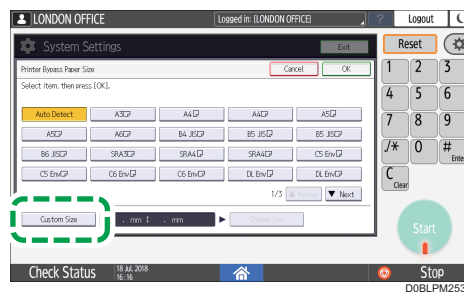 LONDON OFFICE
Logged in: [LONDON OFFICE]
? Logout
System Settings
Exit
Reset
Printer Bypass Paper Size
Cancel
OK
Select item, then press [OK].
Auto Detect
A3
A4
A4
A5
A5
A6
B4 JIS
B5 JIS
B5 JIS
B6 JIS
SRA3
SRA4
SRA4
C5 Env
C5 Env
C6 Env
C6 Env
DL Env
DL Env
1/3
▼ Next
Custom Size
. mm
. mm
Change Size
1 2 3
4 5 6
7 8 9
./* 0 #
Enter
C
Clear
Start
Check Status
18 Jul. 2018
16:16
Stop
D0BLPM253